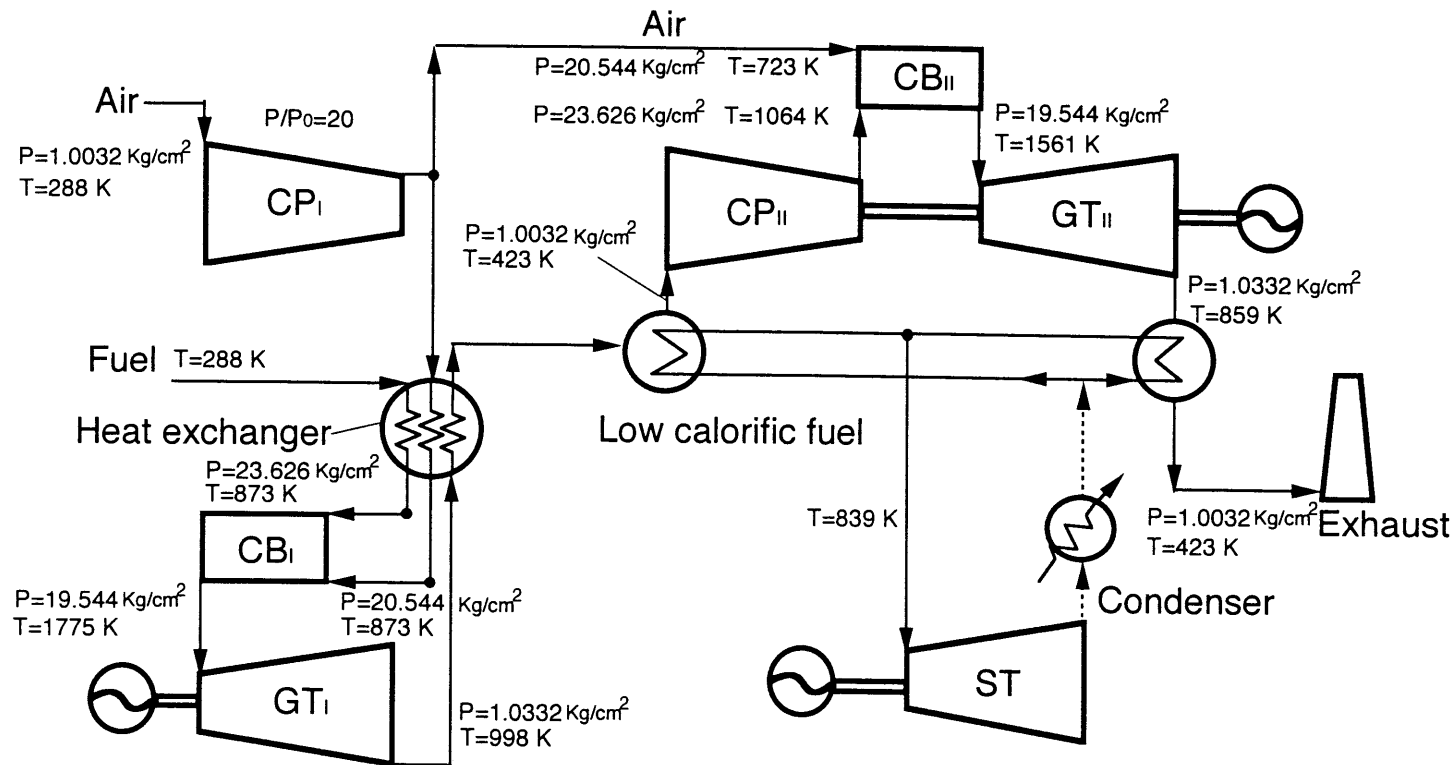 Air
P=20.544 Kg/cm² T=723 K
CBII
Air
P/P0=20
P=23.626 Kg/cm² T=1064 K
P=19.544 Kg/cm²
T=1561 K
P=1.0032 Kg/cm²
T=288 K
CPI
CPII
GTII
P=1.0032 Kg/cm²
T=423 K
P=1.0332 Kg/cm²
T=859 K
Fuel T=288 K
Heat exchanger
Low calorific fuel
P=23.626 Kg/cm²
T=873 K
CBI
T=839 K
P=1.0032 Kg/cm²
T=423 K
Exhaust
P=19.544 Kg/cm²
T=1775 K
P=20.544 Kg/cm²
T=873 K
Condenser
GTI
ST
P=1.0332 Kg/cm²
T=998 K